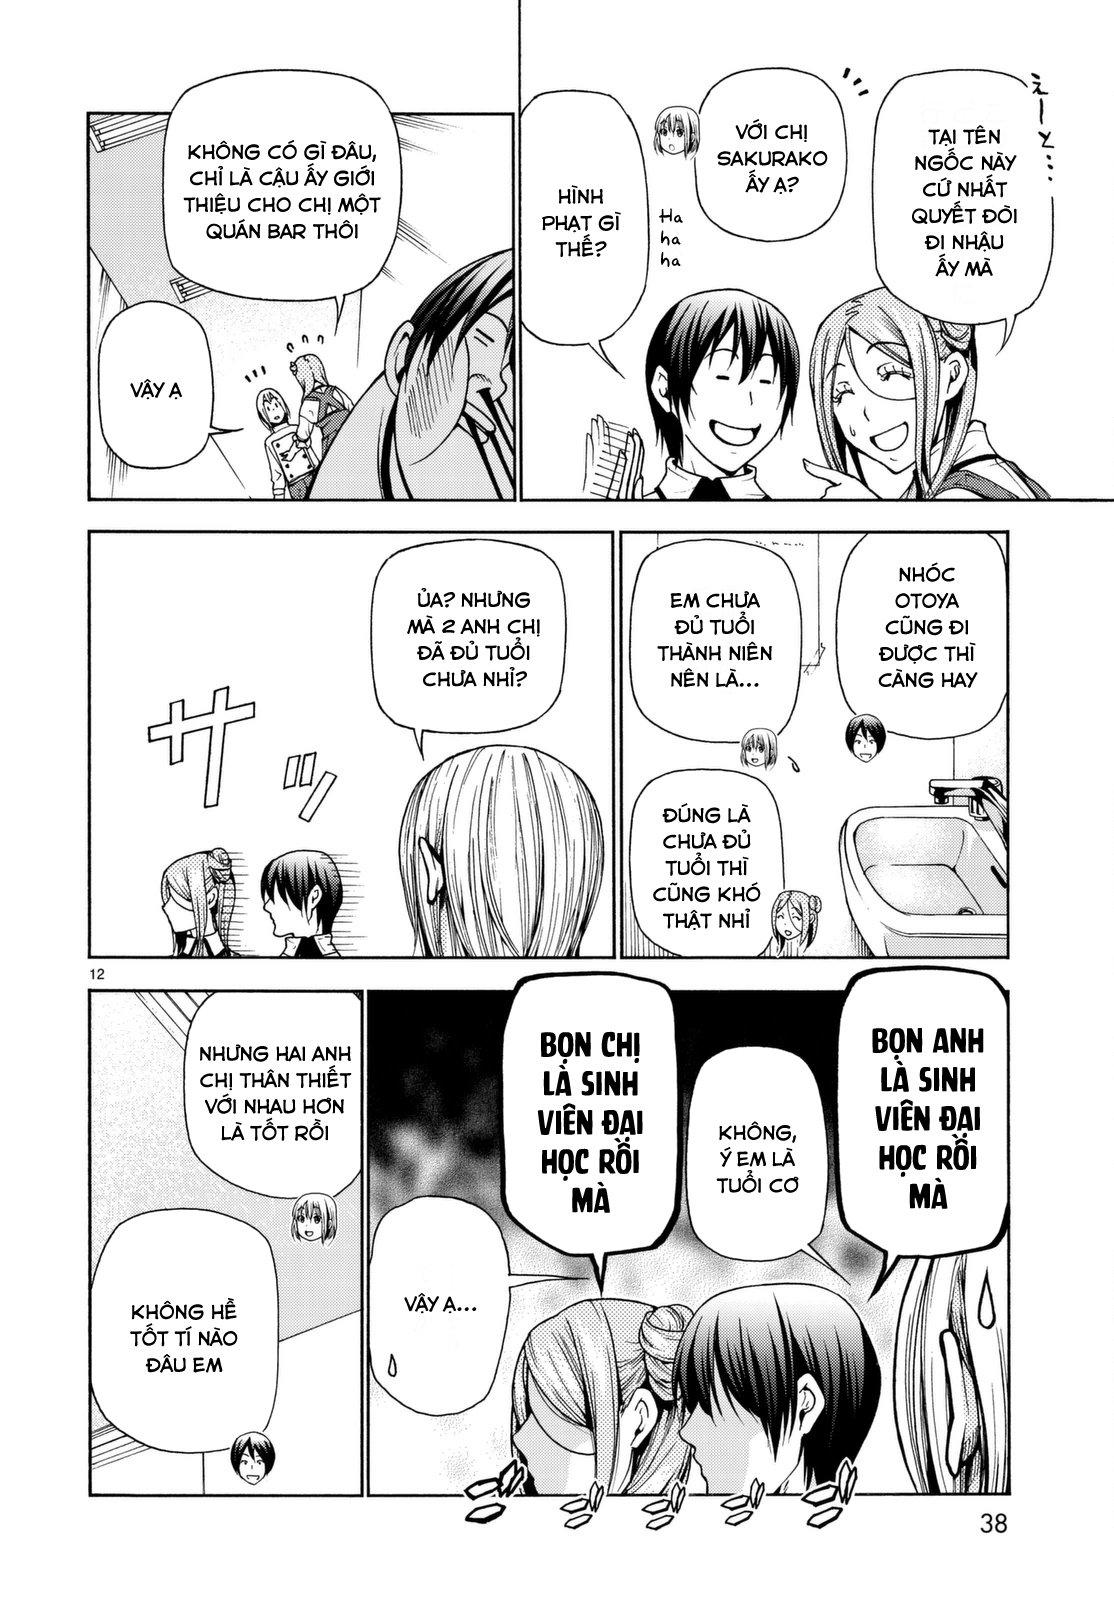 えーと…
TẠI TÊN
NGỐC NÀY
CỨ NHẤT
QUYẾT ĐÒI
ĐI NHẬU
ẤY MÀ
VỚI CHỊ
SAKURAKO
ẤY Ạ?
HÌNH
PHẠT GÌ
THẾ?
Ha
ha
ha
KHÔNG CÓ GÌ ĐÂU,
CHỈ LÀ CẬU ẤY GIỚI
THIỆU CHO CHỊ MỘT
QUÁN BAR THÔI
VẬY Ạ
NHÓC
OTOYA
CŨNG ĐI
ĐƯỢC THÌ
CÀNG HAY
EM CHƯA
ĐỦ TUỔI
THÀNH NIÊN
NÊN LÀ...
ĐÚNG LÀ
CHƯA ĐỦ
TUỔI THÌ
CŨNG KHÓ
THẬT NHỈ
ỦA? NHƯNG
MÀ 2 ANH CHỊ
ĐÃ ĐỦ TUỔI
CHƯA NHỈ?
サッ
12
BỌN ANH
LÀ SINH
VIÊN ĐẠI
HỌC RỒI
MÀ
KHÔNG,
Ý EM LÀ
TUỔI CƠ
BỌN CHỊ
LÀ SINH
VIÊN ĐẠI
HỌC RỒI
MÀ
VẬY Ạ...
NHƯNG HAI ANH
CHỊ THÂN THIẾT
VỚI NHAU HƠN
LÀ TỐT RỒI
KHÔNG HỀ
TỐT TÍ NÀO
ĐÂU EM
38